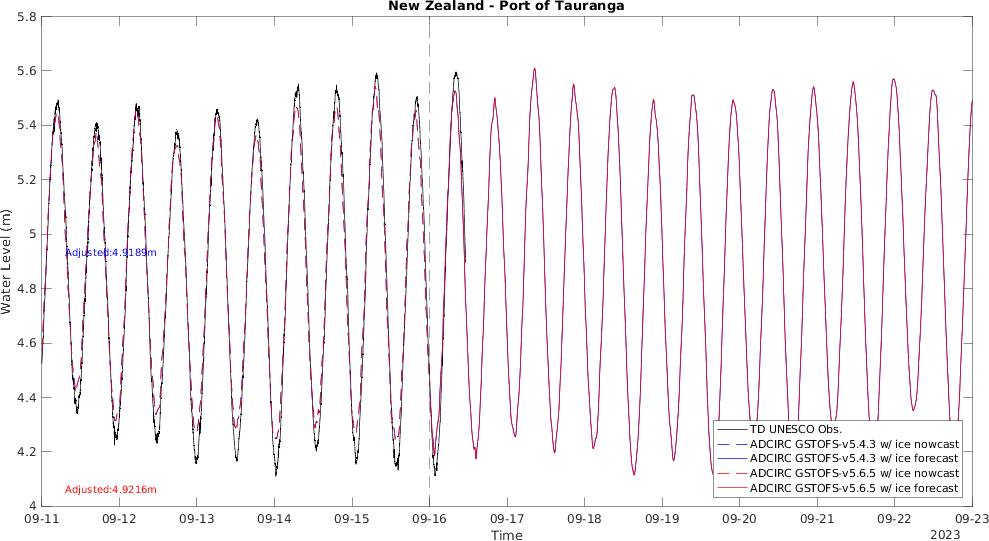 New Zealand - Port of Tauranga
5.8
5.6
5.4
5.2
5
4.8
4.6
4.4
4.2
4
Water Level (m)
Adjusted:4.9189m
Adjusted:4.9216m
TD UNESCO Obs.
ADCIRC GSTOFS-v5.4.3 w/ ice nowcast
ADCIRC GSTOFS-v5.4.3 w/ ice forecast
ADCIRC GSTOFS-v5.6.5 w/ ice nowcast
ADCIRC GSTOFS-v5.6.5 w/ ice forecast
09-11 09-12 09-13 09-14 09-15 09-16 09-17 09-18 09-19 09-20 09-21 09-22 09-23
Time
2023